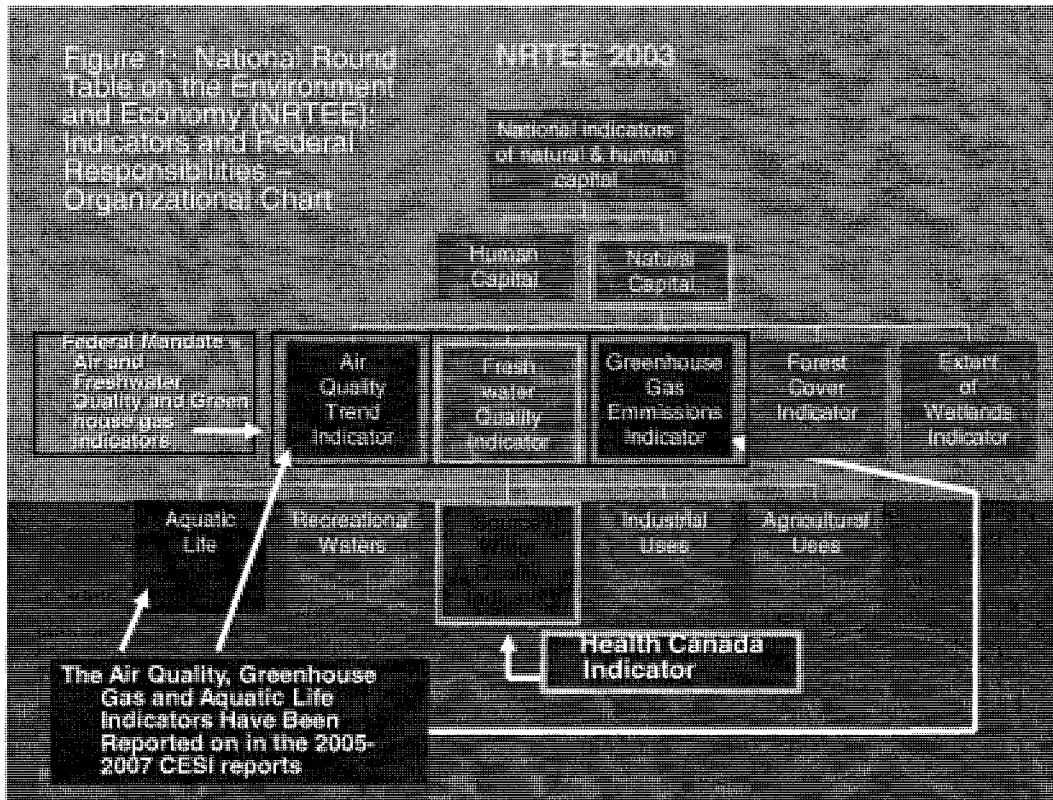 Figure 1: National Round
Table on the Environment
and Economy (NRTEE):
Indicators and Federal
Responsibilities –
Organizational Chart
NRTEE 2003
National indicators
of natural & human
capital
Human
Capital
Natural
Capital
Federal Mandate -
Air and
Freshwater
Quality and Green
house gas
indicators
Air
Quality
Trend
Indicator
Fresh
water
Quality
Indicator
Greenhouse
Gas
Emmissions
Indicator
Forest
Cover
Indicator
Extent
of
Wetlands
Indicator
Aquatic
Life
Recreational
Waters
Source
Water
Quality
Industrial
Uses
Agricultural
Uses
Health Canada
Indicator
The Air Quality, Greenhouse
Gas and Aquatic Life
Indicators Have Been
Reported on in the 2005-
2007 CESI reports